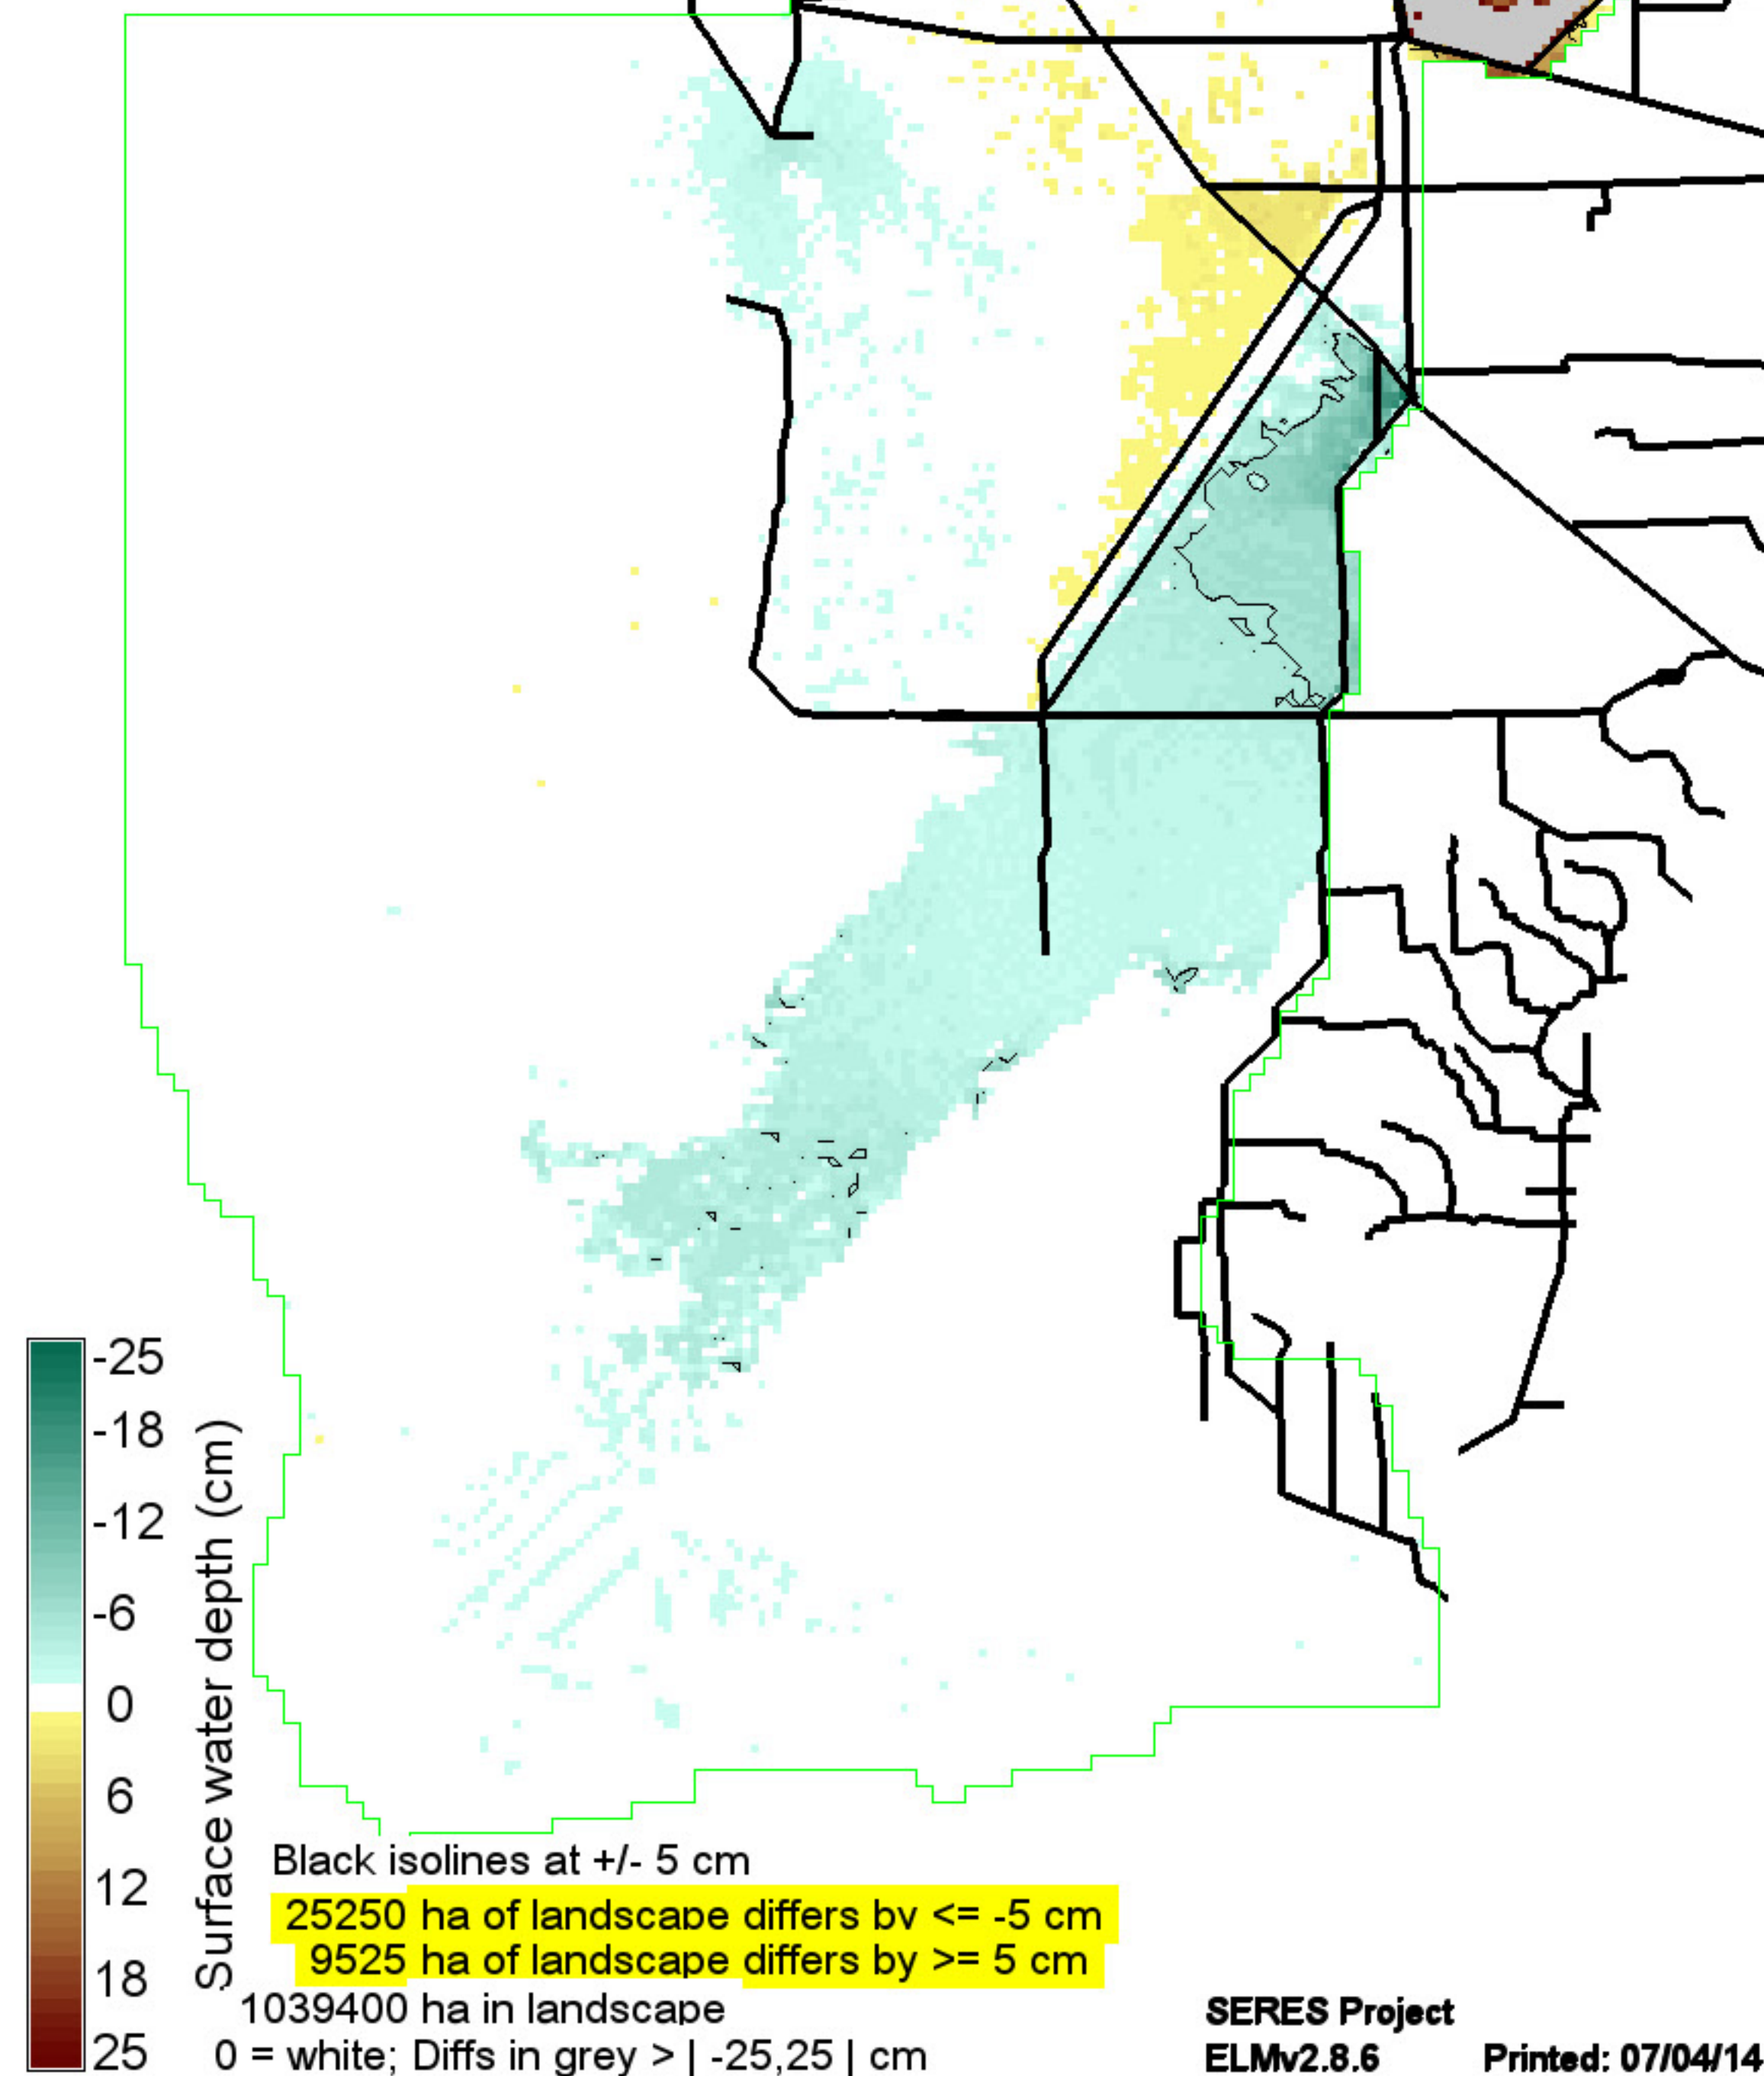 -25
-18
-12
-6
0
6
12
18
25
Surface water depth (cm)
Black isolines at +/- 5 cm
25250 ha of landscape differs by <= -5 cm
9525 ha of landscape differs by >= 5 cm
1039400 ha in landscape
0 = white; Diffs in grey > | -25,25 | cm
SERES Project
ELMv2.8.6 Printed: 07/04/14